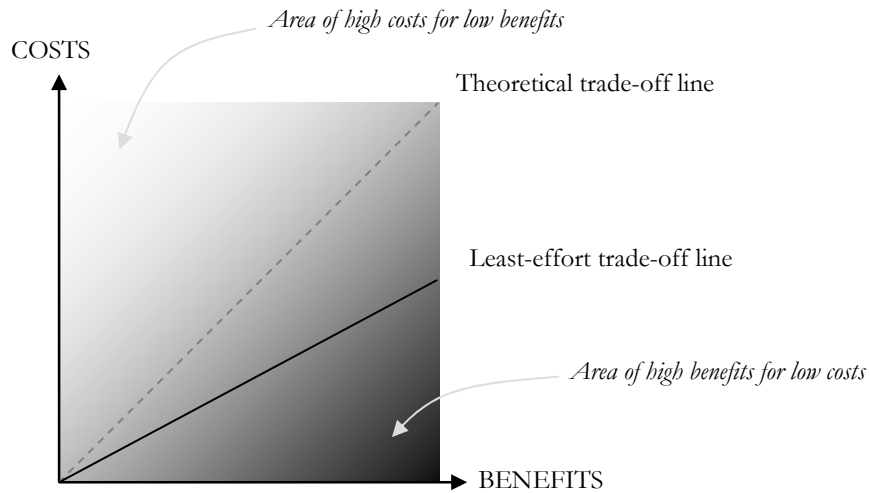 Area of high costs for low benefits
COSTS
Theoretical trade-off line
Least-effort trade-off line
Area of high benefits for low costs
BENEFITS